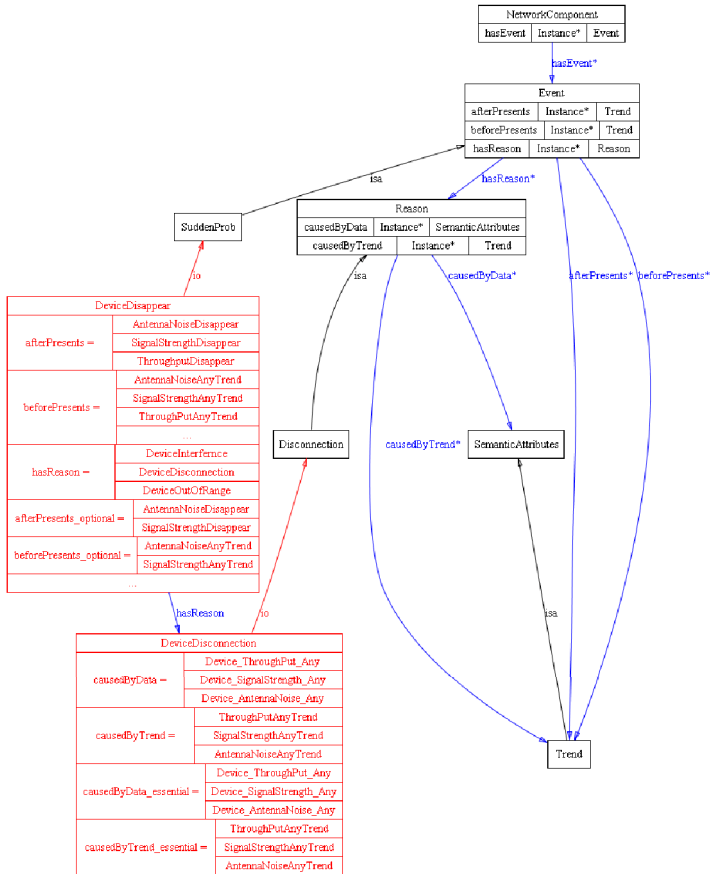 NetworkComponent
hasEvent Instance* Event
hasEvent*
Event
afterPresents Instance* Trend
beforePresents Instance* Trend
hasReason Instance* Reason
isa
hasReason*
SuddenProb
Reason
causedByData Instance* SemanticAttributes
causedByTrend Instance* Trend
io
isa
causedByData*
afterPresents*
beforePresents*
DeviceDisappear
afterPresents =
AntennaNoiseDisappear
SignalStrengthDisappear
ThroughputDisappear
beforePresents =
AntennaNoiseAnyTrend
SignalStrengthAnyTrend
ThroughPutAnyTrend
...
hasReason =
DeviceInterfernce
DeviceDisconnection
DeviceOutOfRange
afterPresents_optional =
AntennaNoiseDisappear
SignalStrengthDisappear
beforePresents_optional =
AntennaNoiseAnyTrend
SignalStrengthAnyTrend
...
Disconnection
causedByTrend*
SemanticAttributes
hasReason
io
isa
DeviceDisconnection
causedByData =
Device_ThroughPut_Any
Device_SignalStrength_Any
Device_AntennaNoise_Any
causedByTrend =
ThroughPutAnyTrend
SignalStrengthAnyTrend
AntennaNoiseAnyTrend
causedByData_essential =
Device_ThroughPut_Any
Device_SignalStrength_Any
Device_AntennaNoise_Any
causedByTrend_essential =
ThroughPutAnyTrend
SignalStrengthAnyTrend
AntennaNoiseAnyTrend
Trend